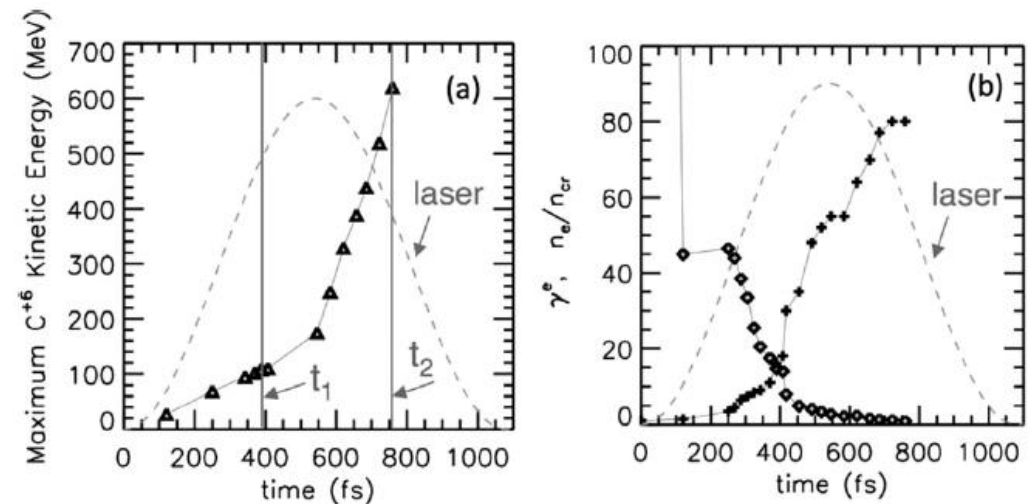 Maximum C⁺⁶ Kinetic Energy (MeV)
700
600
500
400
300
200
100
0
(a)
laser
t₁
t₂
0 200 400 600 800 1000
time (fs)
γᵉ, nₑ/n_cr
100
80
60
40
20
0
(b)
laser
0 200 400 600 800 1000
time (fs)